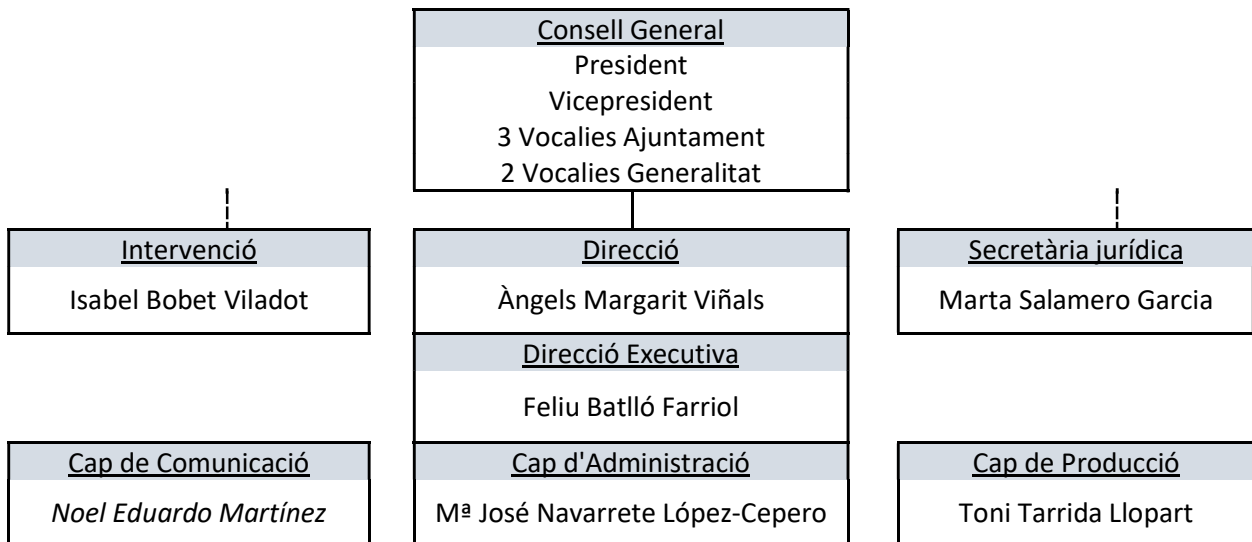 Consell General
President
Vicepresident
3 Vocalies Ajuntament
2 Vocalies Generalitat
Intervenció
Isabel Bobet Viladot
Direcció
Àngels Margarit Viñals
Secretària jurídica
Marta Salamero Garcia
Direcció Executiva
Feliu Batlló Farriol
Cap de Comunicació
Noel Eduardo Martínez
Cap d'Administració
Mª José Navarrete López-Cepero
Cap de Producció
Toni Tarrida Llopart